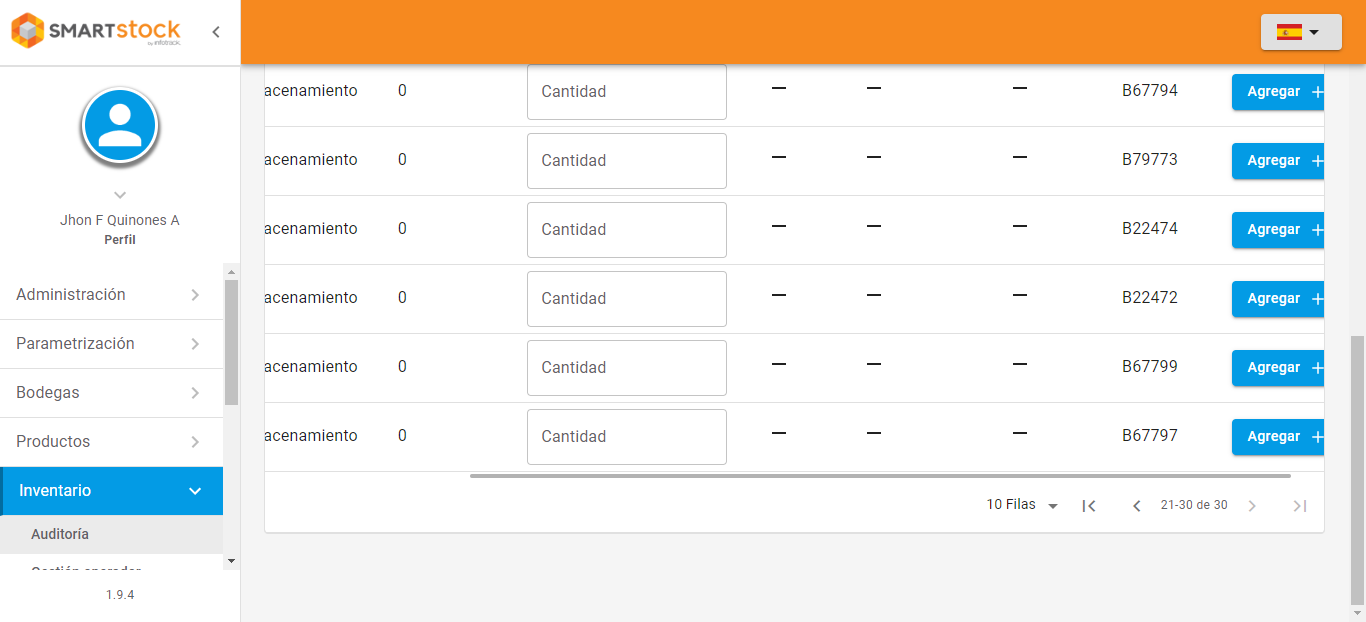 SMARTstock
by infotrack.
Jhon F Quinones A
Perfil
Administración
Parametrización
Bodegas
Productos
Inventario
Auditoría
Gestión operador
1.9.4
acenamiento 0 Cantidad — — — B67794 Agregar +
acenamiento 0 Cantidad — — — B79773 Agregar +
acenamiento 0 Cantidad — — — B22474 Agregar +
acenamiento 0 Cantidad — — — B22472 Agregar +
acenamiento 0 Cantidad — — — B67799 Agregar +
acenamiento 0 Cantidad — — — B67797 Agregar +
10 Filas 21-30 de 30